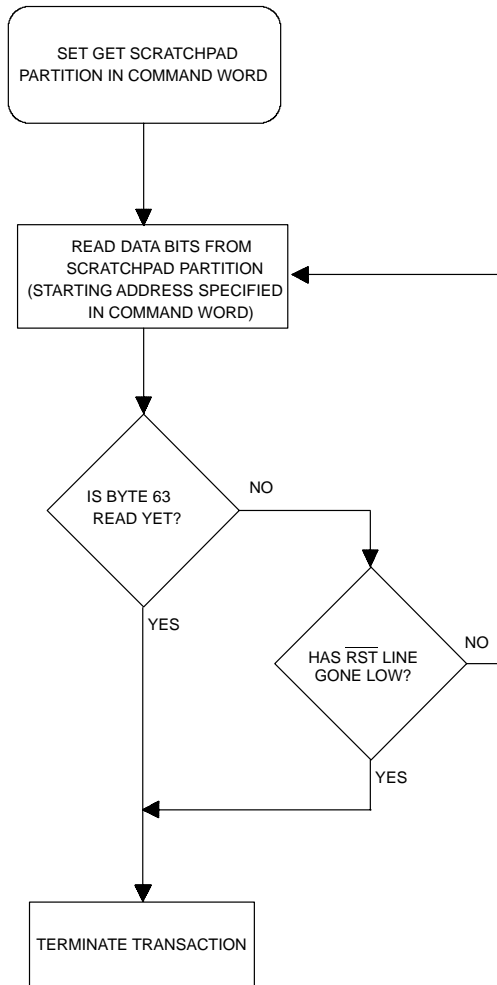 SET GET SCRATCHPAD
PARTITION IN COMMAND WORD
READ DATA BITS FROM
SCRATCHPAD PARTITION
(STARTING ADDRESS SPECIFIED
IN COMMAND WORD)
IS BYTE 63
READ YET?
NO
YES
HAS R̅S̅T̅ LINE
GONE LOW?
NO
YES
TERMINATE TRANSACTION